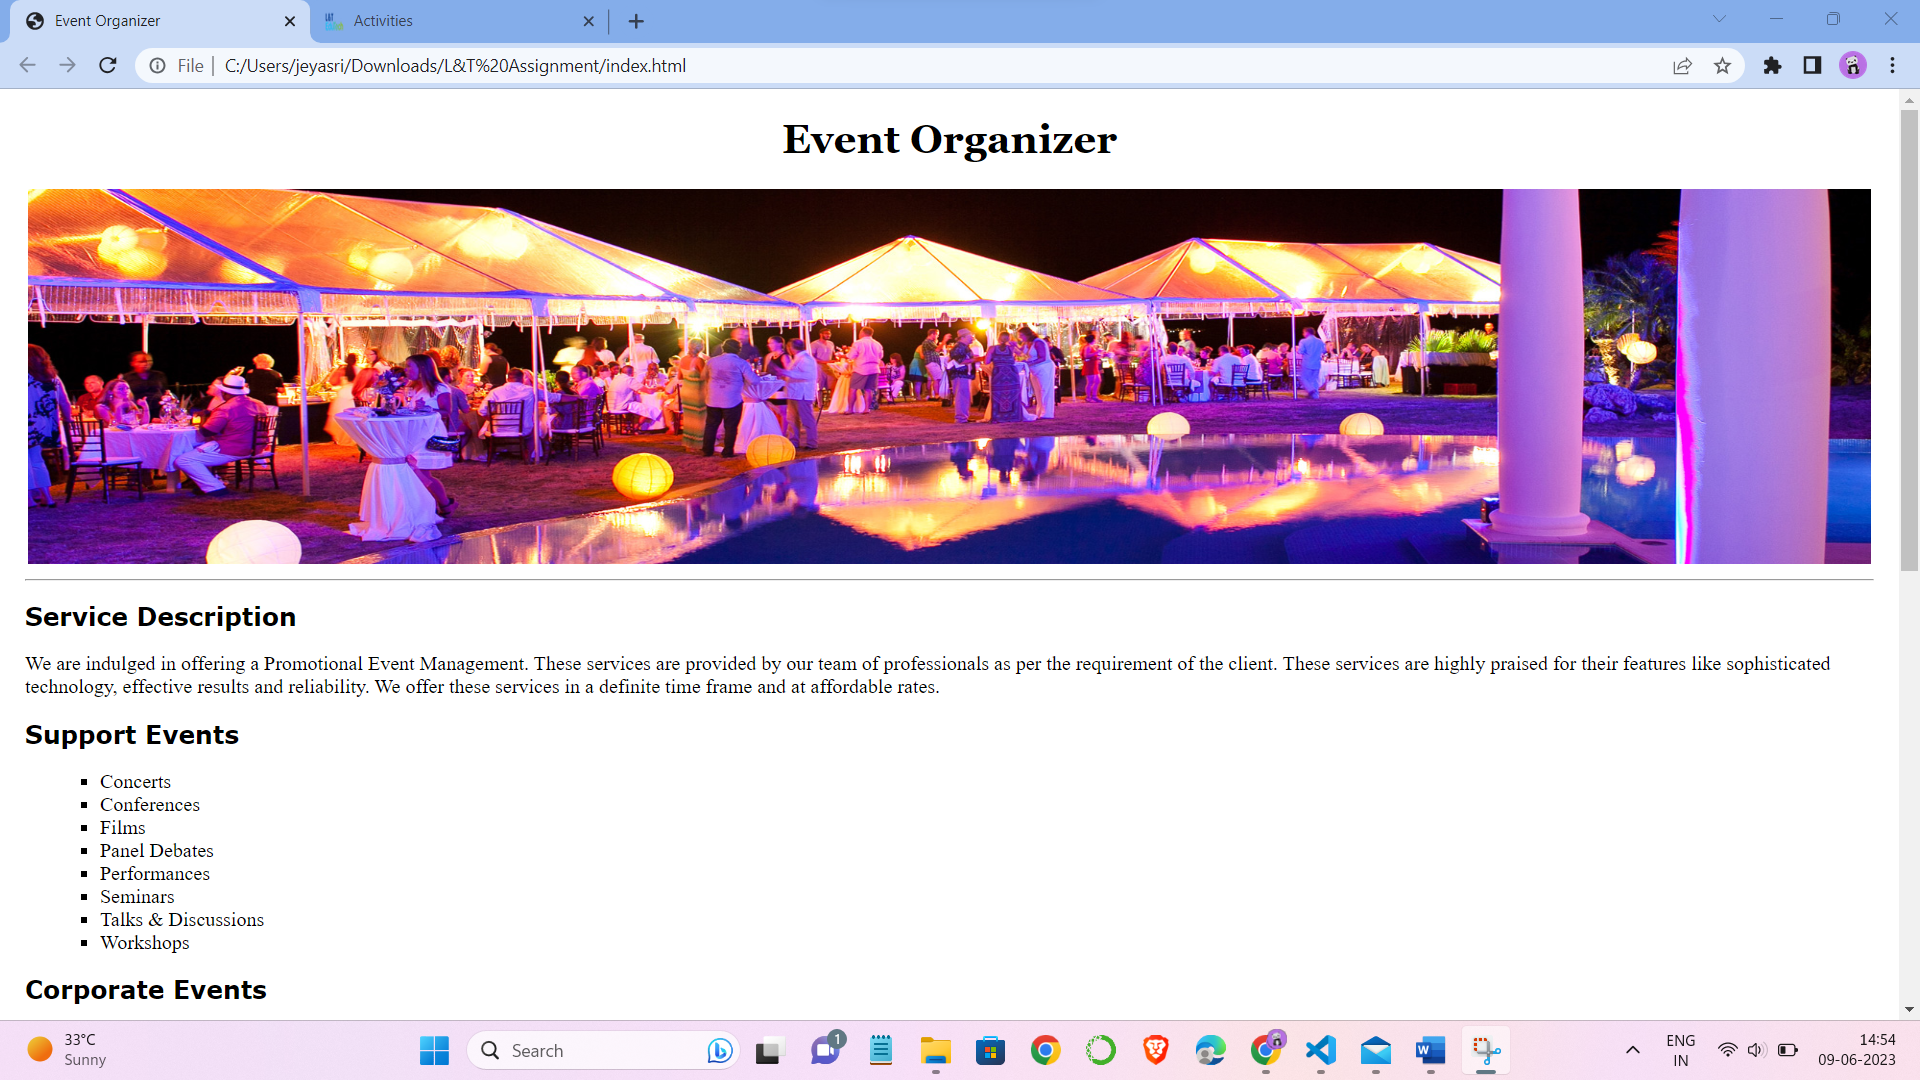 Event Organizer
Activities
File
C:/Users/jeyasri/Downloads/L&T%20Assignment/index.html
Event Organizer
Service Description
We are indulged in offering a Promotional Event Management. These services are provided by our team of professionals as per the requirement of the client. These services are highly praised for their features like sophisticated
technology, effective results and reliability. We offer these services in a definite time frame and at affordable rates.
Support Events
Concerts
Conferences
Films
Panel Debates
Performances
Seminars
Talks & Discussions
Workshops
Corporate Events
33°C
Sunny
Search
1
ENG
IN
14:54
09-06-2023